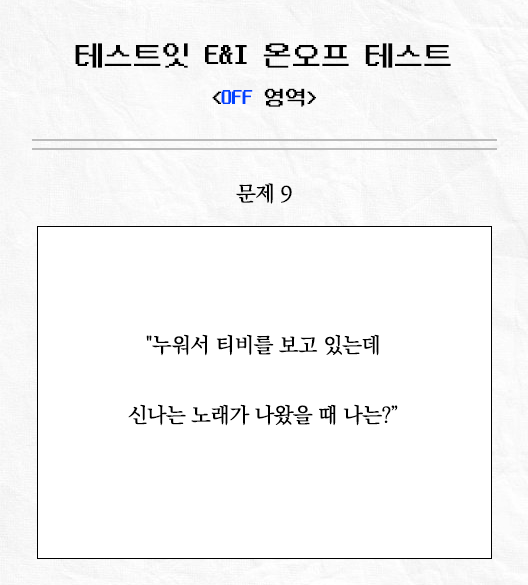 테스트잇 E&I 온오프 테스트
<OFF 영역>
문제 9
"누워서 티비를 보고 있는데
신나는 노래가 나왔을 때 나는?”